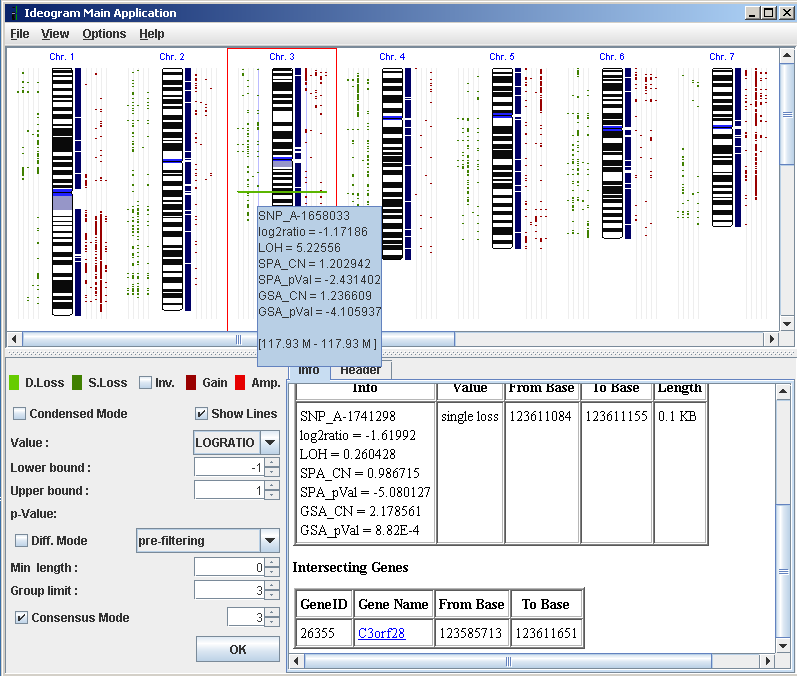 Ideogram Main Application
File View Options Help
Chr. 1 Chr. 2 Chr. 3 Chr. 4 Chr. 5 Chr. 6 Chr. 7
SNP_A-1658033
log2ratio = -1.17186
LOH = 5.22556
SPA_CN = 1.202942
SPA_pVal = -2.431402
GSA_CN = 1.236609
GSA_pVal = -4.105937
[117.93 M - 117.93 M ]
D.Loss S.Loss Inv. Gain Amp.
Condensed Mode Show Lines
Value : LOGRATIO
Lower bound : -1
Upper bound : 1
p-Value:
Diff. Mode pre-filtering
Min length : 0
Group limit : 3
Consensus Mode 3
OK
Info Header
Info Value From Base To Base Length
SNP_A-1741298 single loss 123611084 123611155 0.1 KB
log2ratio = -1.61992
LOH = 0.260428
SPA_CN = 0.986715
SPA_pVal = -5.080127
GSA_CN = 2.178561
GSA_pVal = 8.82E-4
Intersecting Genes
GeneID Gene Name From Base To Base
26355 C3orf28 123585713 123611651